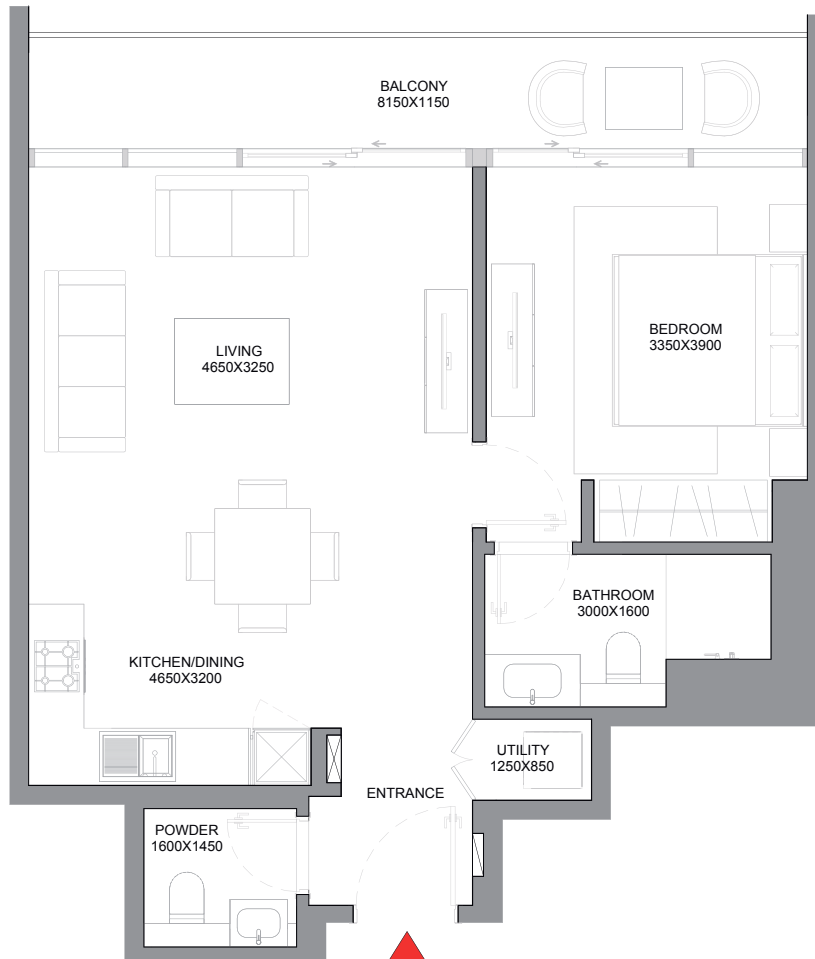 BALCONY
8150X1150
LIVING
4650X3250
BEDROOM
3350X3900
BATHROOM
3000X1600
KITCHEN/DINING
4650X3200
UTILITY
1250X850
ENTRANCE
POWDER
1600X1450